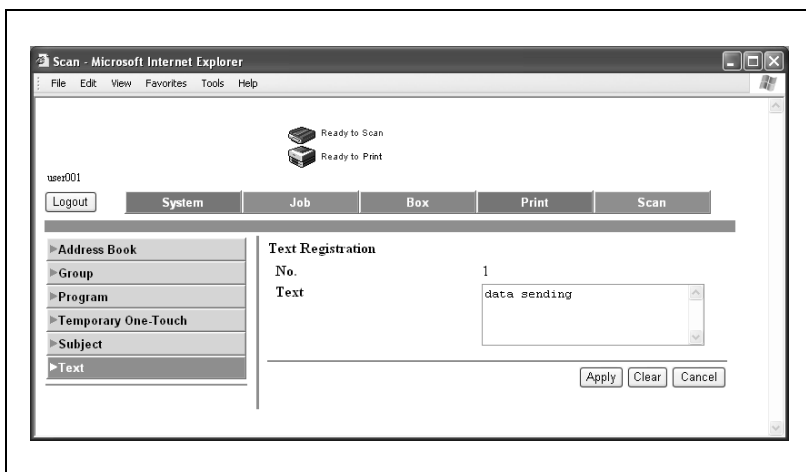 Scan - Microsoft Internet Explorer
File Edit View Favorites Tools Help
Ready to Scan
Ready to Print
user001
Logout System Job Box Print Scan
Address Book
Group
Program
Temporary One-Touch
Subject
Text
Text Registration
No. 1
Text data sending
Apply Clear Cancel